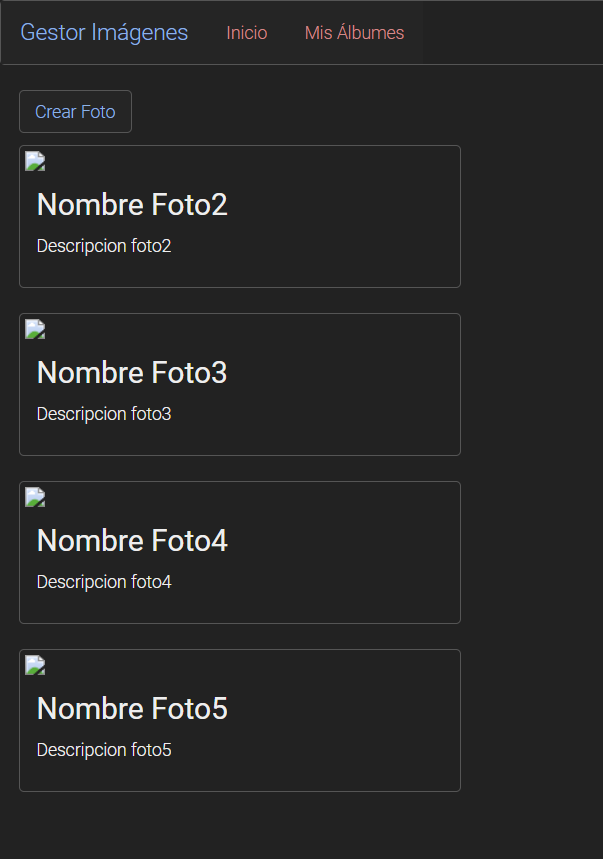 Gestor Imágenes Inicio Mis Álbumes
Crear Foto
Nombre Foto2
Descripcion foto2
Nombre Foto3
Descripcion foto3
Nombre Foto4
Descripcion foto4
Nombre Foto5
Descripcion foto5